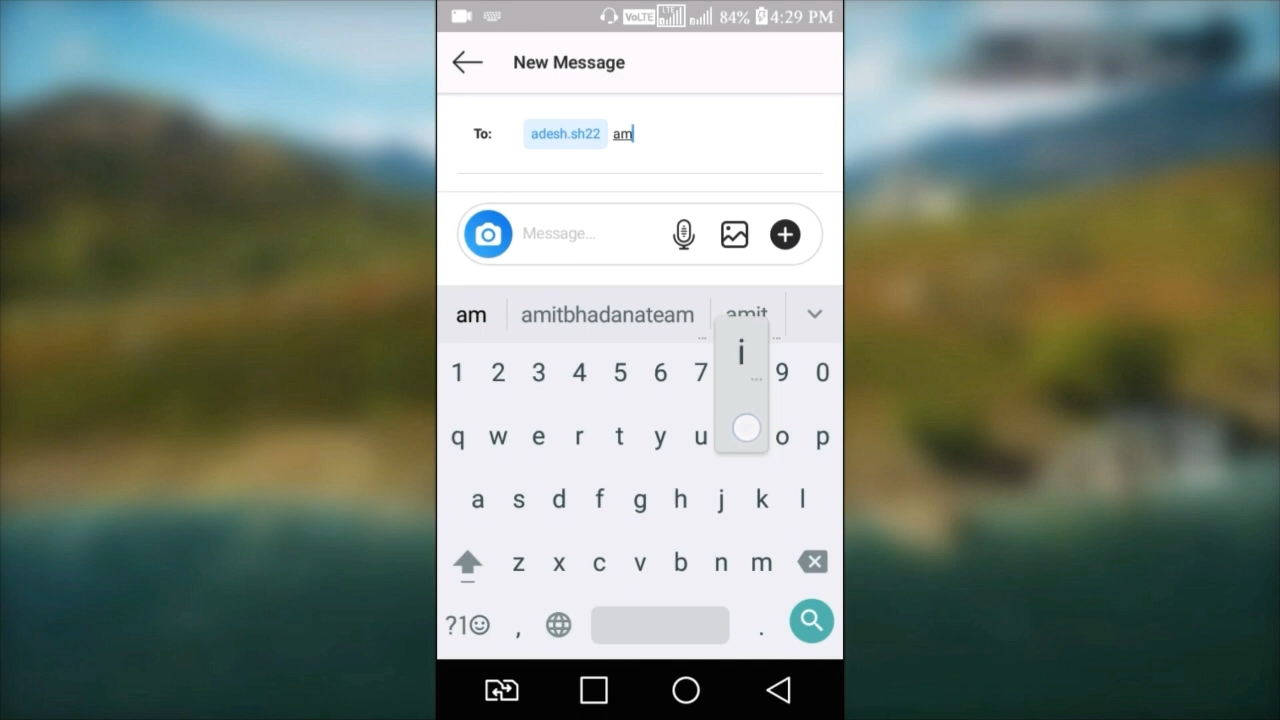 VoLTE LTE 84% 4:29 PM
New Message
To: adesh.sh22 am
Message...
am amitbhadanateam amit
i
1 2 3 4 5 6 7 9 0
q w e r t y u o p
a s d f g h j k l
z x c v b n m
?1☺ , .